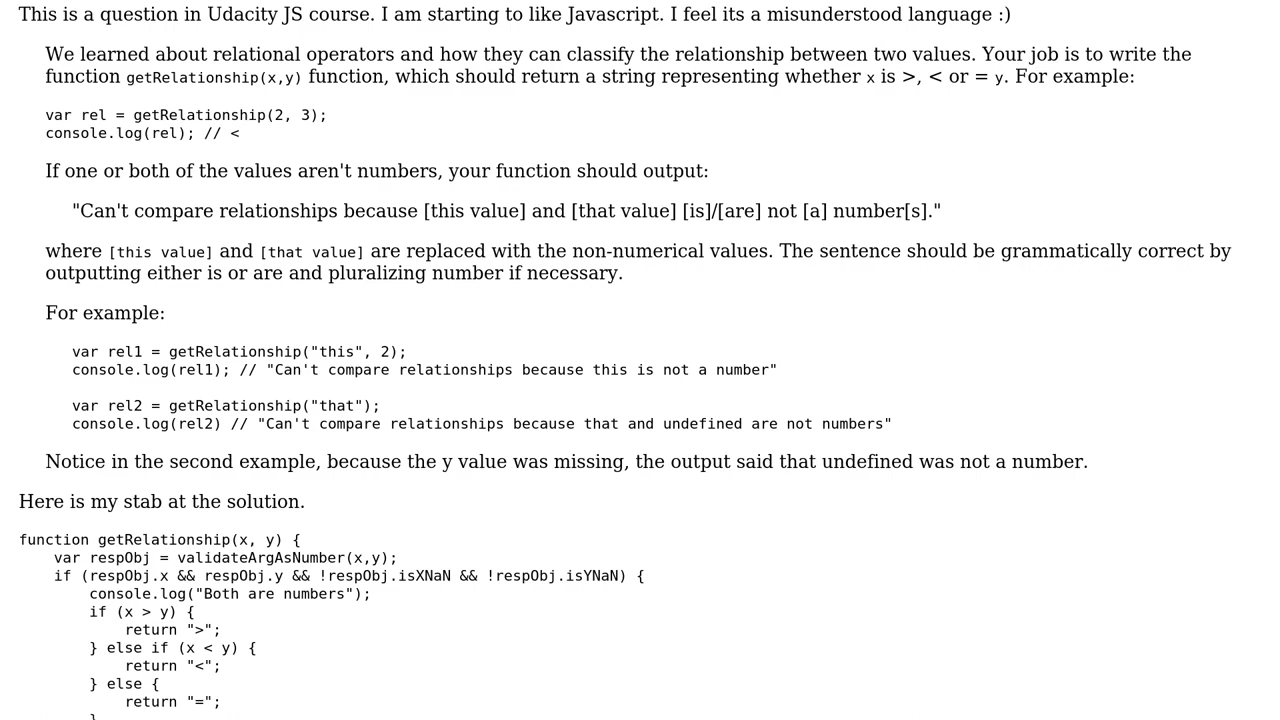 This is a question in Udacity JS course. I am starting to like Javascript. I feel its a misunderstood language :)
We learned about relational operators and how they can classify the relationship between two values. Your job is to write the
function getRelationship(x,y) function, which should return a string representing whether x is >, < or = y. For example:
var rel = getRelationship(2, 3);
console.log(rel); // <
If one or both of the values aren't numbers, your function should output:
"Can't compare relationships because [this value] and [that value] [is]/[are] not [a] number[s]."
where [this value] and [that value] are replaced with the non-numerical values. The sentence should be grammatically correct by
outputting either is or are and pluralizing number if necessary.
For example:
var rel1 = getRelationship("this", 2);
console.log(rel1); // "Can't compare relationships because this is not a number"
var rel2 = getRelationship("that");
console.log(rel2) // "Can't compare relationships because that and undefined are not numbers"
Notice in the second example, because the y value was missing, the output said that undefined was not a number.
Here is my stab at the solution.
function getRelationship(x, y) {
    var respObj = validateArgAsNumber(x,y);
    if (respObj.x && respObj.y && !respObj.isXNaN && !respObj.isYNaN) {
        console.log("Both are numbers");
        if (x > y) {
            return ">";
        } else if (x < y) {
            return "<";
        } else {
            return "=";
        }